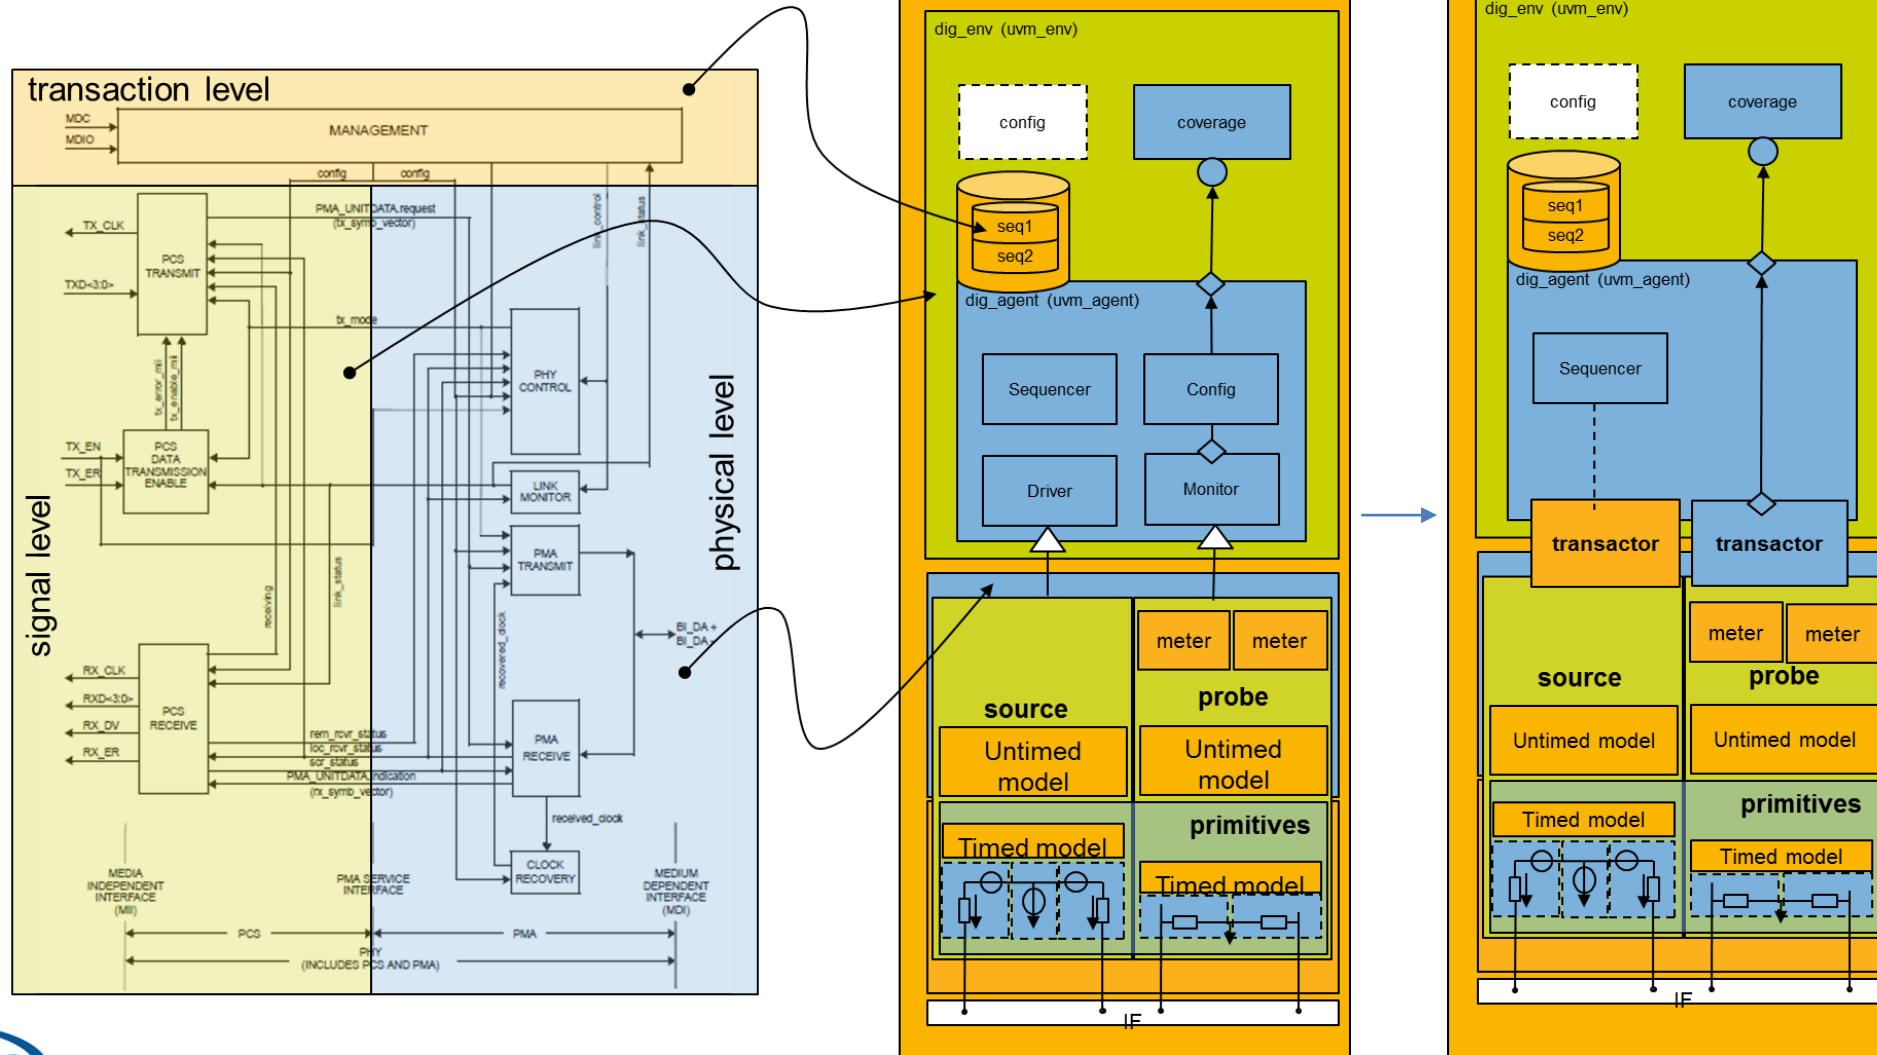 transaction level
MDC
MDIO
MANAGEMENT
config
config
link_control
link_status
PMA_UNITDATA.request
(tx_symb_vector)
TX_CLK
PCS
TRANSMIT
TXD<3:0>
tx_mode
tx_error_mii
tx_enable_mii
PHY
CONTROL
TX_EN
TX_ER
PCS
DATA
TRANSMISSION
ENABLE
LINK
MONITOR
signal level
physical level
PMA
TRANSMIT
link_status
receiving
recovered_clock
BI_DA+
BI_DA-
RX_CLK
RXD<3:0>
RX_DV
RX_ER
PCS
RECEIVE
rem_rcvr_status
loc_rcvr_status
scr_status
PMA_UNITDATA.indication
(rx_symb_vector)
PMA
RECEIVE
received_clock
CLOCK
RECOVERY
MEDIA
INDEPENDENT
INTERFACE
(MII)
PMA SERVICE
INTERFACE
MEDIUM
DEPENDENT
INTERFACE
(MDI)
PCS
PMA
PHY
(INCLUDES PCS AND PMA)
dig_env (uvm_env)
config
coverage
seq1
seq2
dig_agent (uvm_agent)
Sequencer
Config
Driver
Monitor
meter
meter
source
probe
Untimed
model
Untimed
model
primitives
Timed model
Timed model
IF
dig_env (uvm_env)
config
coverage
seq1
seq2
dig_agent (uvm_agent)
Sequencer
transactor
transactor
meter
meter
source
probe
Untimed model
Untimed model
primitives
Timed model
Timed model
IF